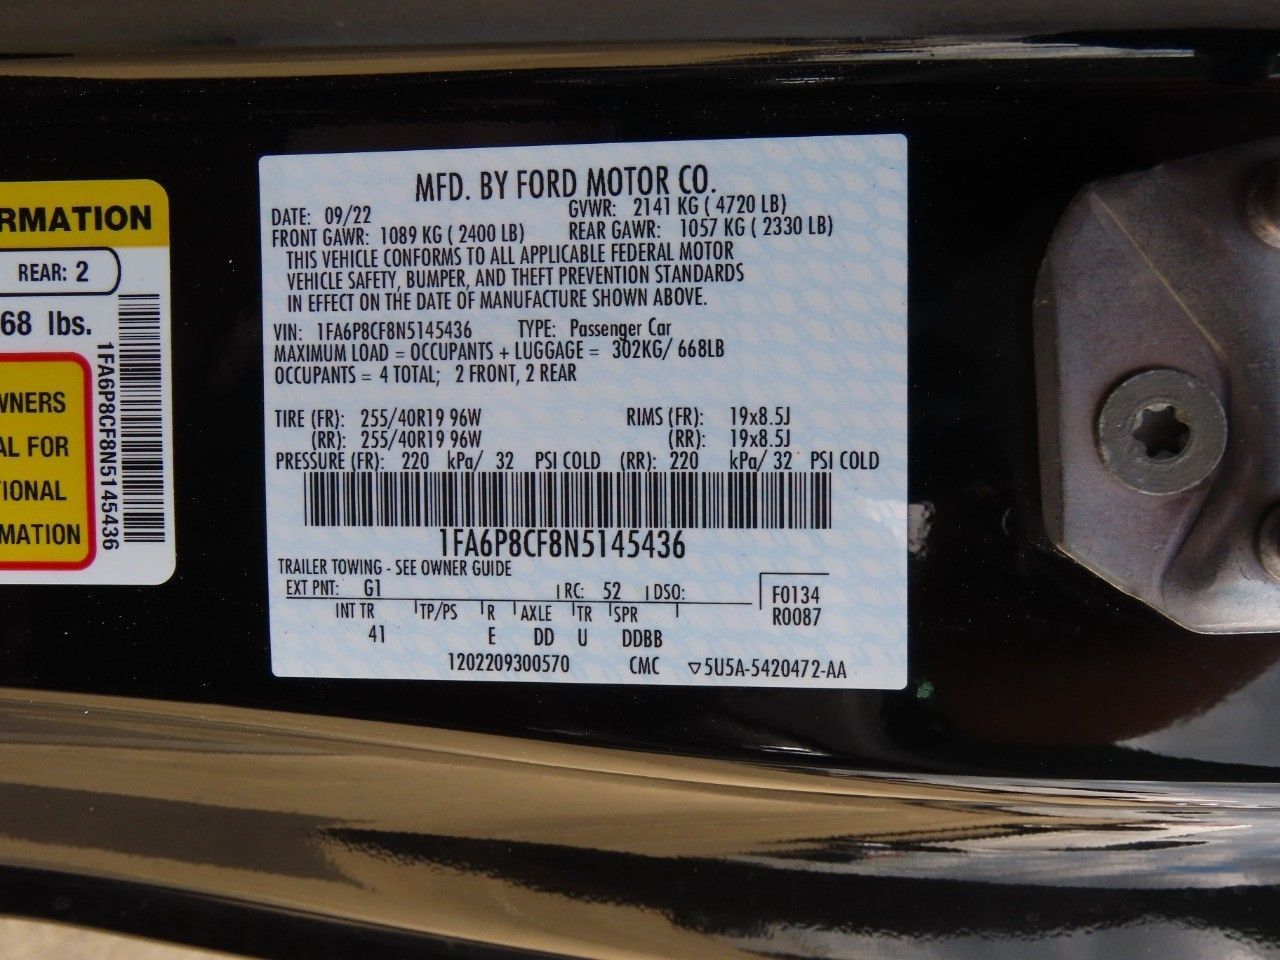 RMATION
REAR: 2
68 lbs.
WNERS
AL FOR
TIONAL
MATION
1FA6P8CF8N5145436
MFD. BY FORD MOTOR CO.
DATE: 09/22 GVWR: 2141 KG ( 4720 LB)
FRONT GAWR: 1089 KG ( 2400 LB) REAR GAWR: 1057 KG ( 2330 LB)
THIS VEHICLE CONFORMS TO ALL APPLICABLE FEDERAL MOTOR
VEHICLE SAFETY, BUMPER, AND THEFT PREVENTION STANDARDS
IN EFFECT ON THE DATE OF MANUFACTURE SHOWN ABOVE.
VIN: 1FA6P8CF8N5145436 TYPE: Passenger Car
MAXIMUM LOAD = OCCUPANTS + LUGGAGE = 302KG/ 668LB
OCCUPANTS = 4 TOTAL; 2 FRONT, 2 REAR
TIRE (FR): 255/40R19 96W RIMS (FR): 19x8.5J
(RR): 255/40R19 96W (RR): 19x8.5J
PRESSURE (FR): 220 kPa/ 32 PSI COLD (RR): 220 kPa/ 32 PSI COLD
1FA6P8CF8N5145436
TRAILER TOWING - SEE OWNER GUIDE
EXT PNT: G1 RC: 52 DSO: F0134
INT TR TP/PS R AXLE TR SPR R0087
41 E DD U DDBB
1202209300570 CMC ▽5U5A-5420472-AA